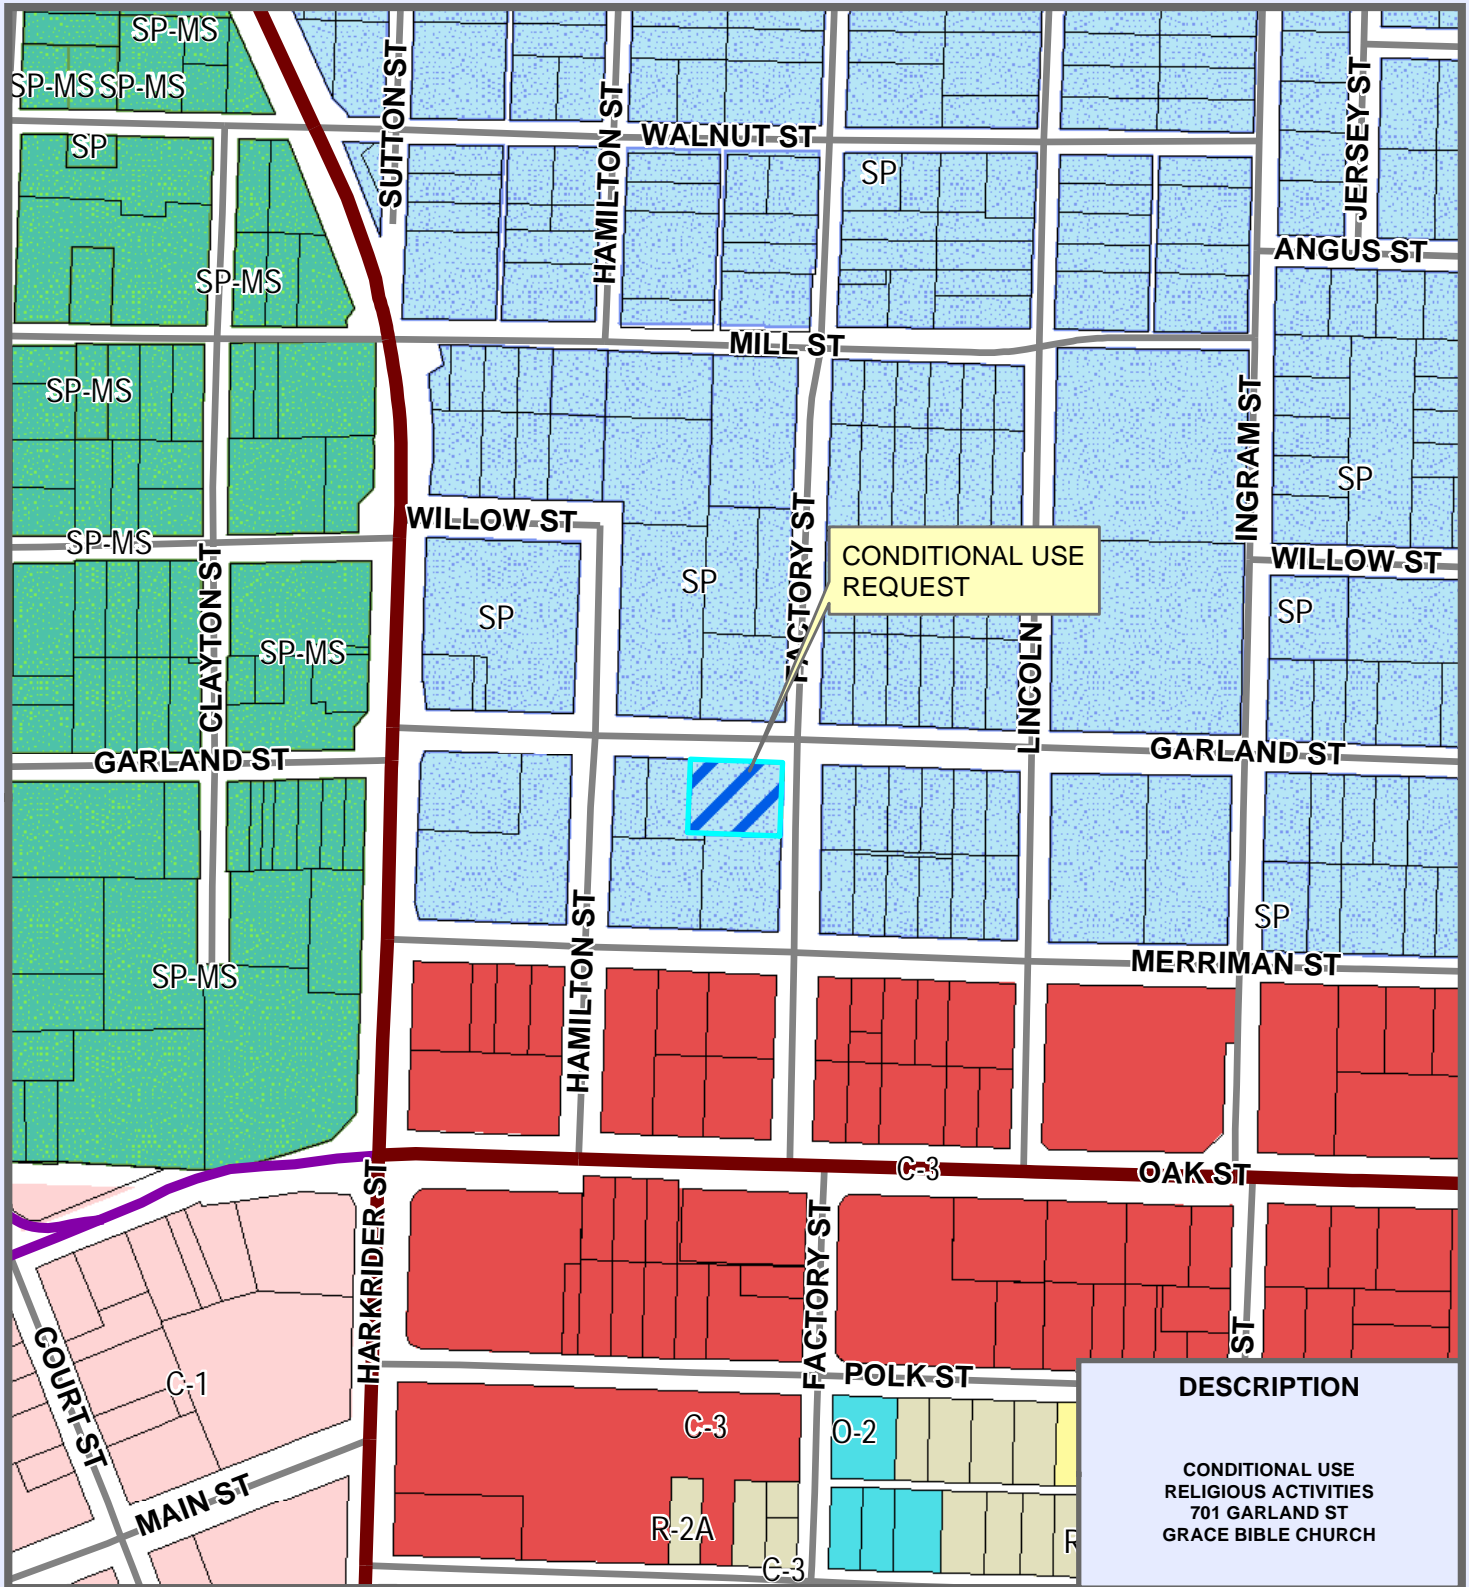 SP-MS
SUTTON ST
SP-MS
SP-MS
JERSEY ST
HAMILTON ST
WALNUT ST
SP
SP
ANGUS ST
SP-MS
MILL ST
SP-MS
INGRAM ST
SP
WILLOW ST
FACTORY ST
SP-MS
CLAYTON ST
CONDITIONAL USE
REQUEST
WILLOW ST
SP
SP
SP
SP-MS
LINCOLN
GARLAND ST
GARLAND ST
HAMILTON ST
SP
SP-MS
MERRIMAN ST
C-3
OAK ST
HARKRIDER ST
FACTORY ST
COURT ST
C-1
ST
POLK ST
C-3
O-2
MAIN ST
R-2A
C-3
R
DESCRIPTION
CONDITIONAL USE
RELIGIOUS ACTIVITIES
701 GARLAND ST
GRACE BIBLE CHURCH